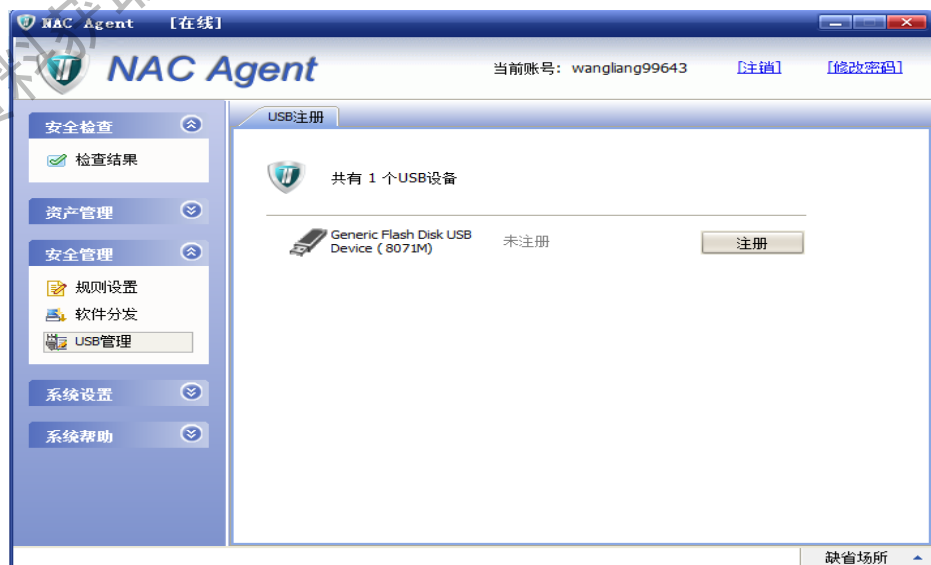 NAC Agent [在线]
NAC Agent
当前账号: wangliang99643
[注销]
[修改密码]
安全检查
检查结果
资产管理
安全管理
规则设置
软件分发
USB管理
系统设置
系统帮助
USB注册
共有 1 个USB设备
Generic Flash Disk USB
Device ( 8071M)
未注册
注册
缺省场所